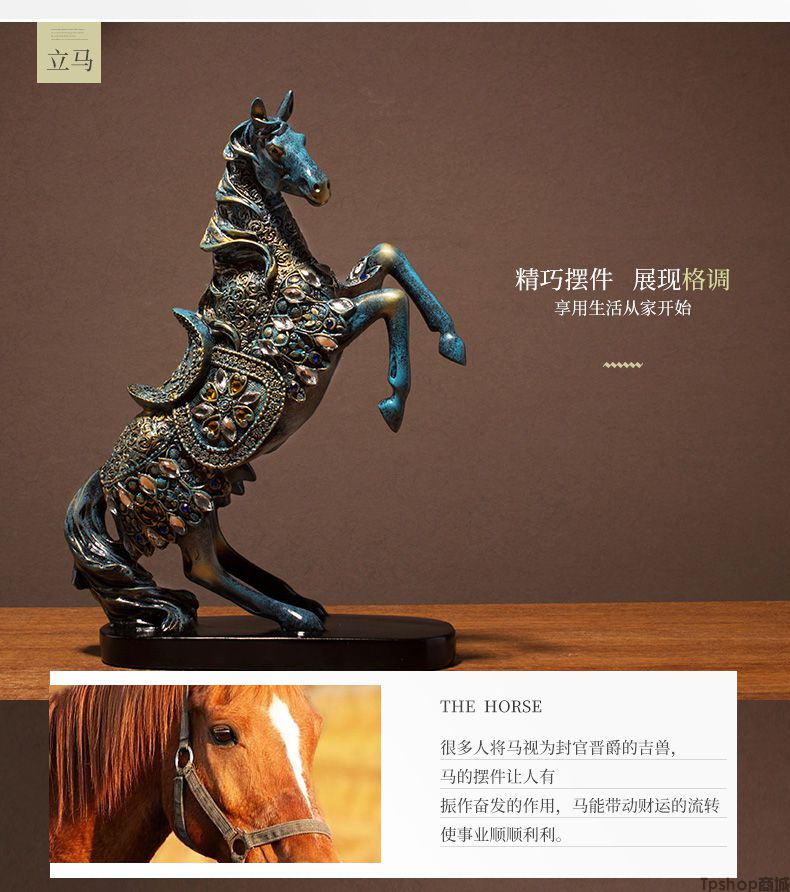 立马
精巧摆件 展现格调
享用生活从家开始
THE HORSE
很多人将马视为封官晋爵的吉兽，
马的摆件让人有
振作奋发的作用，马能带动财运的流转
使事业顺顺利利。
Tpshop商城